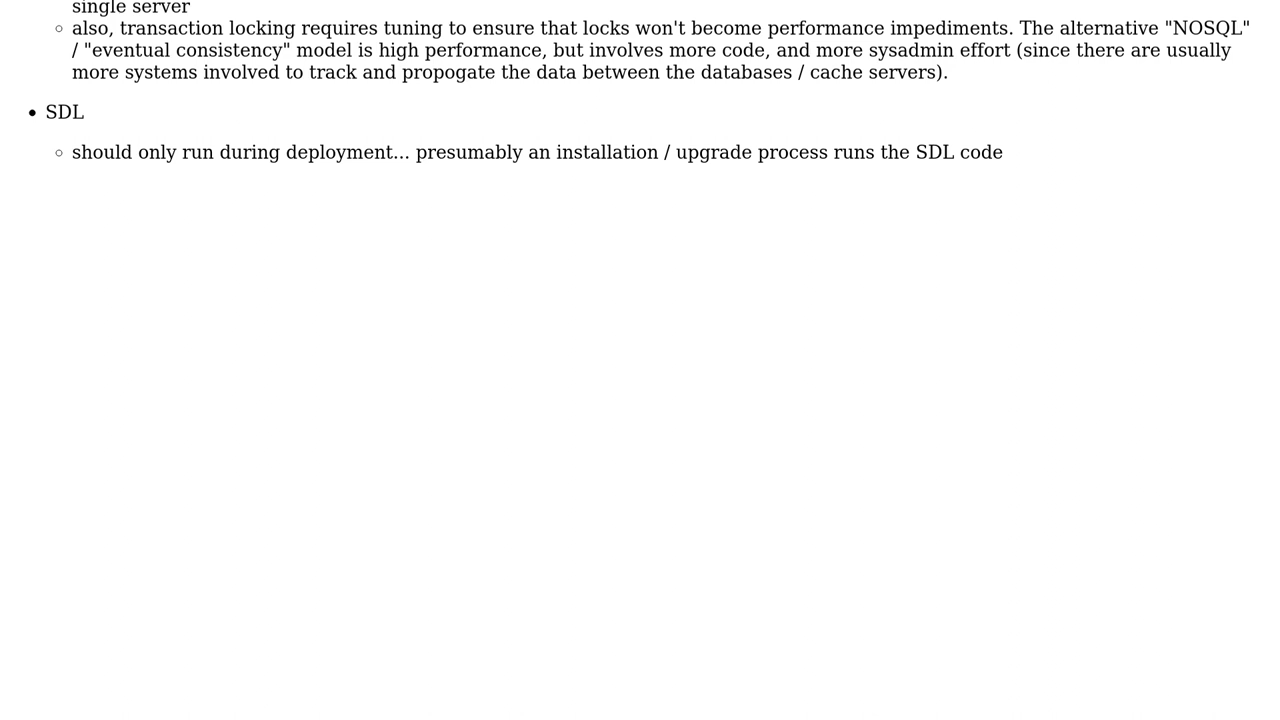 single server
also, transaction locking requires tuning to ensure that locks won't become performance impediments. The alternative "NOSQL"
/ "eventual consistency" model is high performance, but involves more code, and more sysadmin effort (since there are usually
more systems involved to track and propogate the data between the databases / cache servers).
SDL
should only run during deployment... presumably an installation / upgrade process runs the SDL code